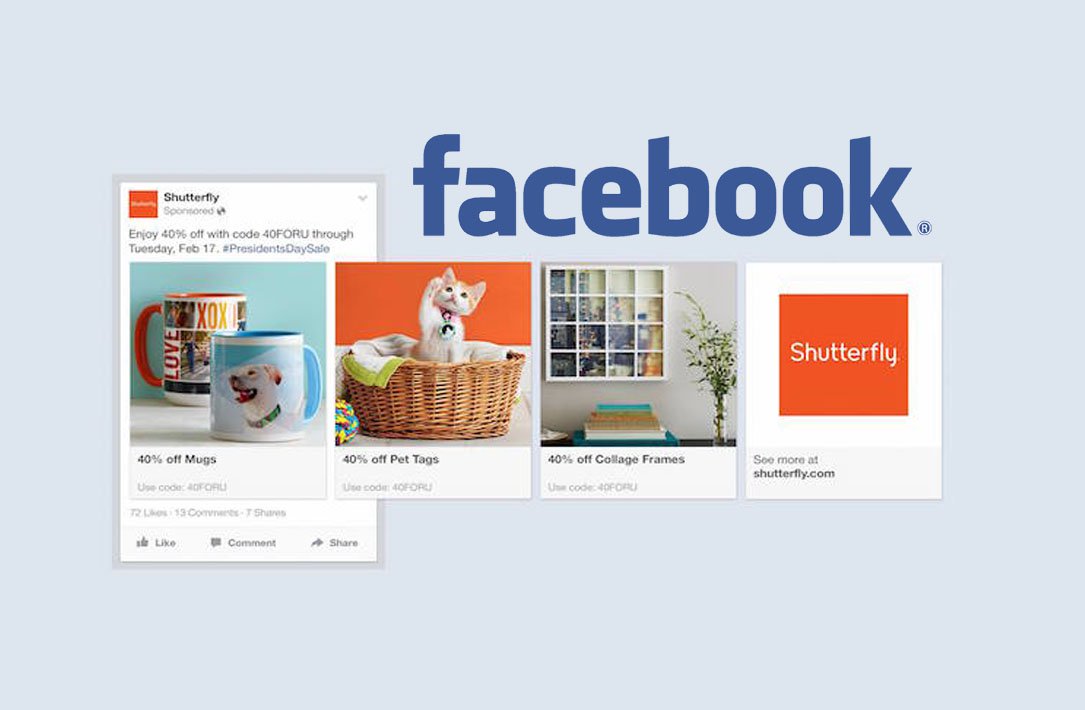 facebook®
Shutterfly
Shutterfly
Sponsored
Enjoy 40% off with code 40FORU through
Tuesday, Feb 17. #PresidentsDaySale
LOVE
XOX
40% off Mugs
Use code: 40FORU
40% off Pet Tags
Use code: 40FORU
40% off Collage Frames
Use code: 40FORU
Shutterfly
See more at
shutterfly.com
72 Likes · 13 Comments · 7 Shares
Like
Comment
Share